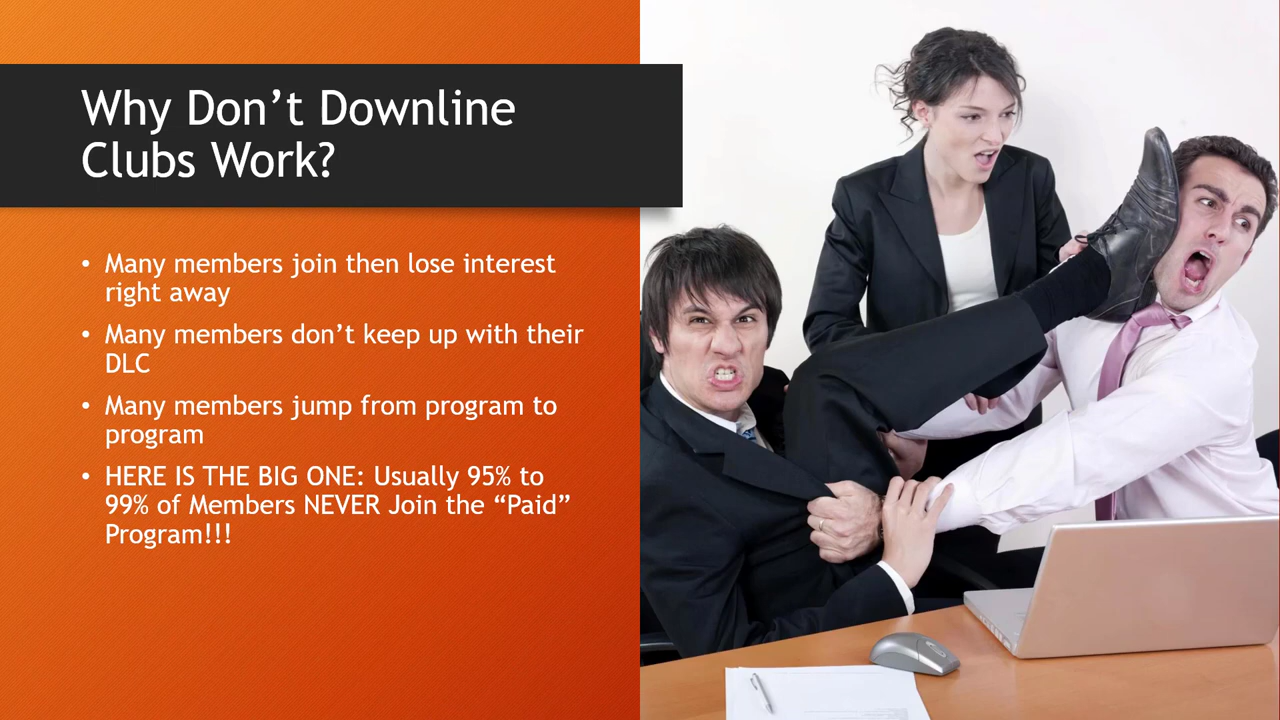 Why Don’t Downline
Clubs Work?
• Many members join then lose interest
right away
• Many members don’t keep up with their
DLC
• Many members jump from program to
program
• HERE IS THE BIG ONE: Usually 95% to
99% of Members NEVER Join the “Paid”
Program!!!